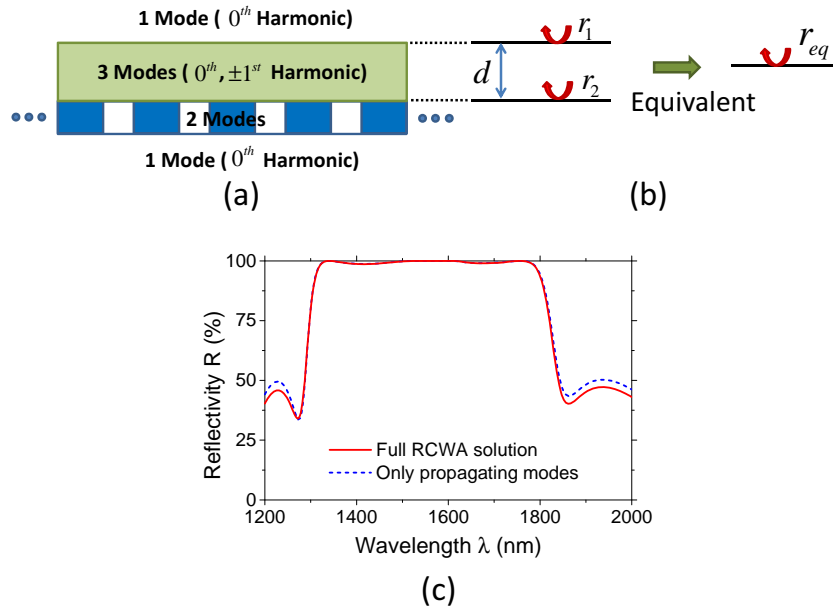 1 Mode ( 0th Harmonic)
3 Modes ( 0th, ±1st Harmonic)
2 Modes
1 Mode ( 0th Harmonic)
(a)
r1
d
r2
Equivalent
req
(b)
100
75
50
25
0
Reflectivity R (%)
Full RCWA solution
Only propagating modes
1200 1400 1600 1800 2000
Wavelength λ (nm)
(c)